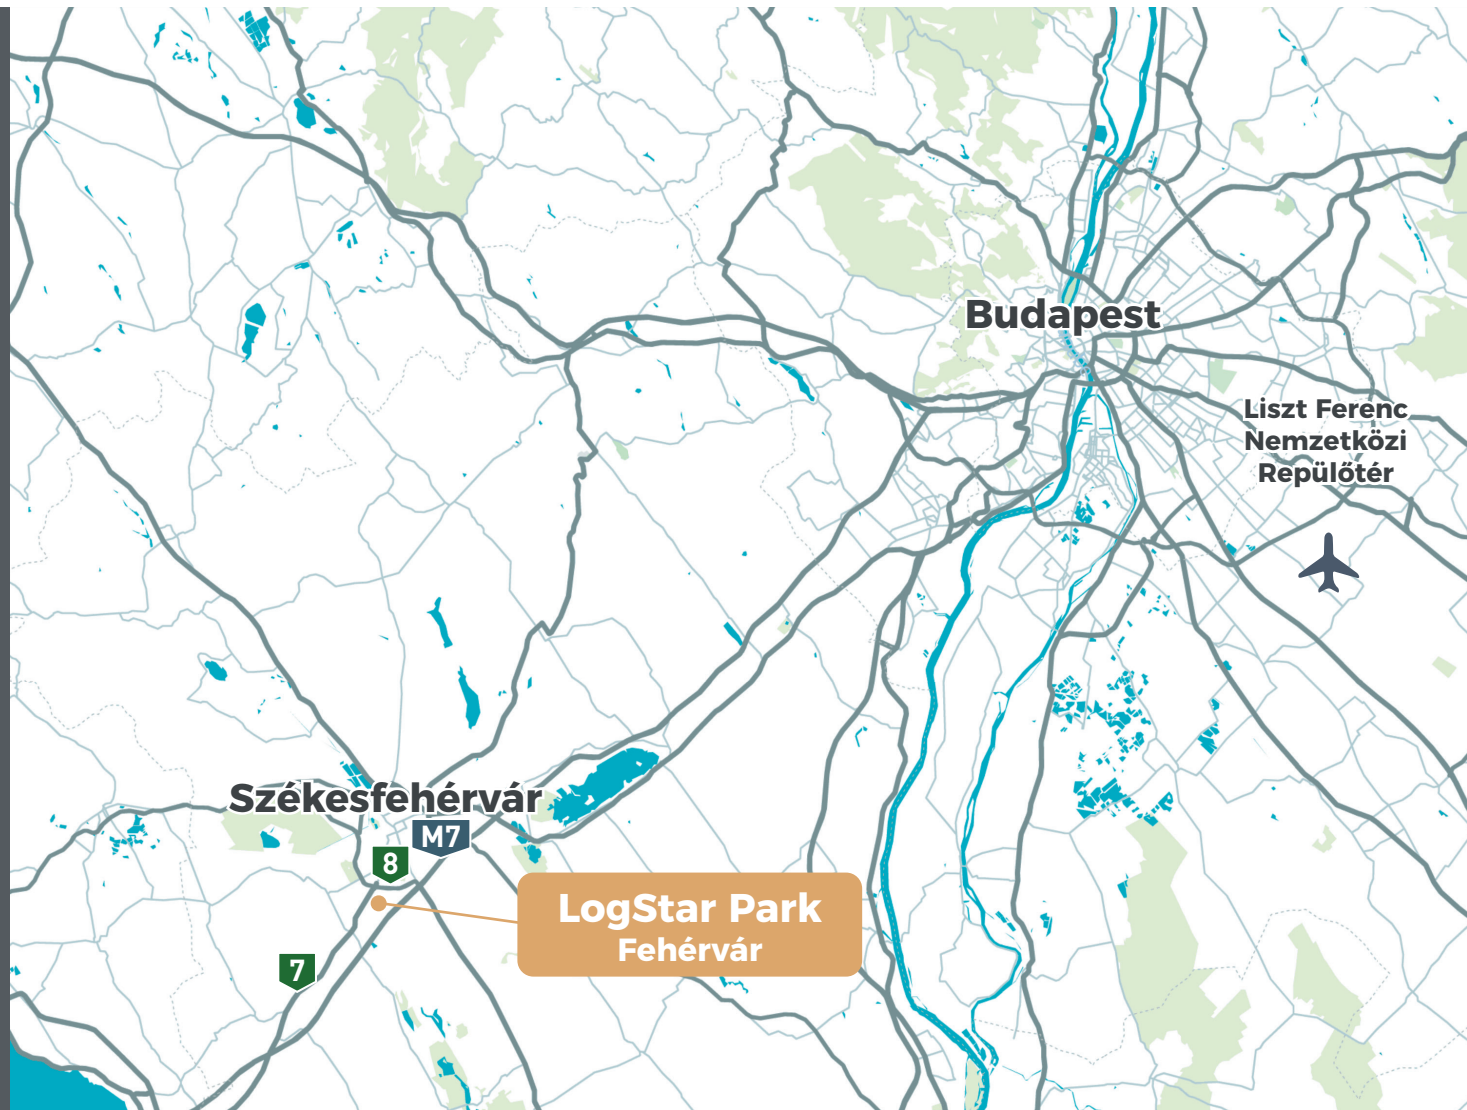 Budapest
Liszt Ferenc
Nemzetközi
Repülőtér
Székesfehérvár
M7
8
LogStar Park
Fehérvár
7